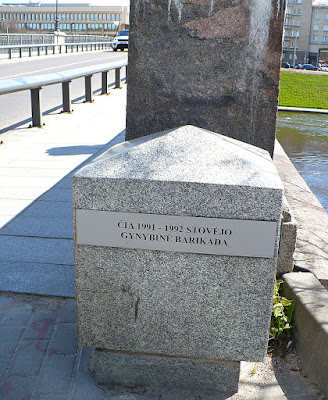 ČIA 1991 - 1992 STOVĖJO
GYNYBINĖ BARIKADA